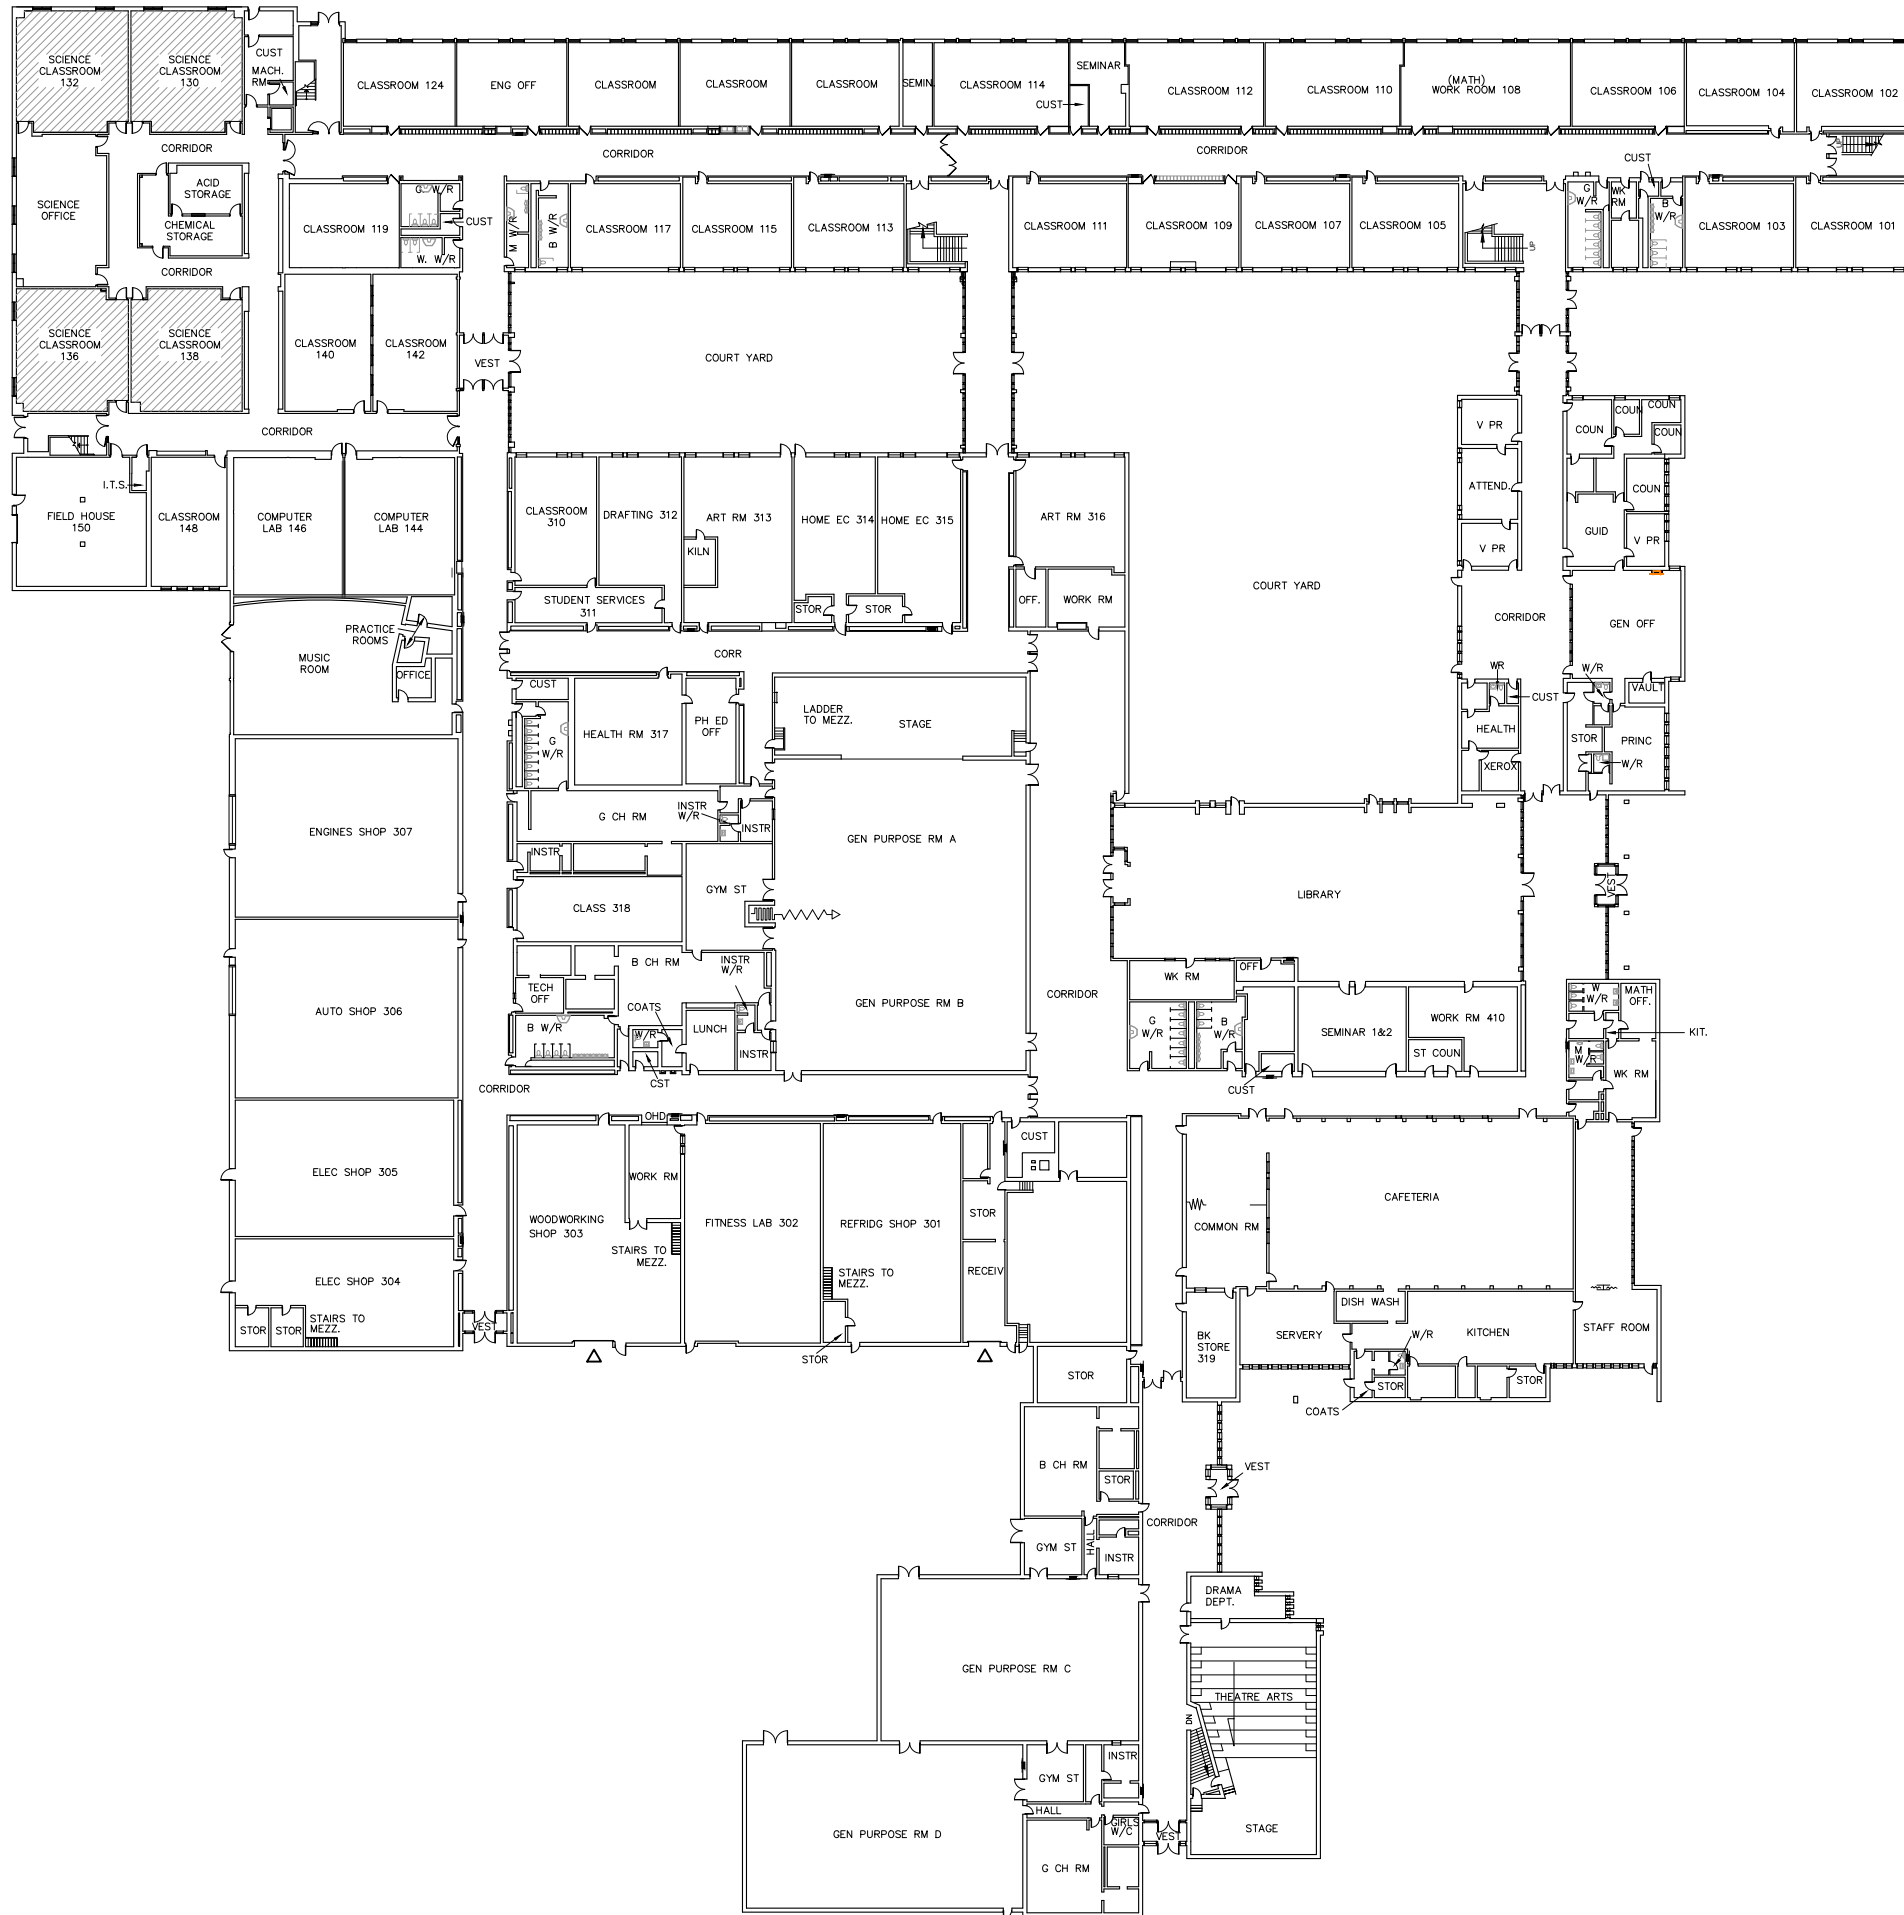 SCIENCE
CLASSROOM
132
SCIENCE
CLASSROOM
130
CUST
MACH.
RM
CLASSROOM 124
ENG OFF
CLASSROOM
CLASSROOM
CLASSROOM
SEMIN.
CLASSROOM 114
SEMINAR
CUST
CLASSROOM 112
CLASSROOM 110
(MATH)
WORK ROOM 108
CLASSROOM 106
CLASSROOM 104
CLASSROOM 102
CORRIDOR
CORRIDOR
CORRIDOR
CUST
UP
ACID
STORAGE
SCIENCE
OFFICE
CHEMICAL
STORAGE
CORRIDOR
CLASSROOM 119
G. W/R
CUST
W. W/R
M W/R
B W/R
CLASSROOM 117
CLASSROOM 115
CLASSROOM 113
CLASSROOM 111
CLASSROOM 109
CLASSROOM 107
CLASSROOM 105
UP
G
W/R
WK
RM
B
W/R
CLASSROOM 103
CLASSROOM 101
SCIENCE
CLASSROOM
136
SCIENCE
CLASSROOM
138
CLASSROOM
140
CLASSROOM
142
VEST
COURT YARD
CORRIDOR
V PR
COUN
COUN
COUN
COUN
I.T.S.
FIELD HOUSE
150
CLASSROOM
148
COMPUTER
LAB 146
COMPUTER
LAB 144
CLASSROOM
310
DRAFTING 312
ART RM 313
KILN
HOME EC 314
HOME EC 315
ART RM 316
ATTEND.
COUN
GUID
V PR
V PR
COURT YARD
STUDENT SERVICES
311
STOR
STOR
OFF.
WORK RM
PRACTICE
ROOMS
MUSIC
ROOM
OFFICE
CORR
CORRIDOR
GEN OFF
WR
W/R
CUST
VAULT
CUST
HEALTH RM 317
PH ED
OFF
LADDER
TO MEZZ.
STAGE
G
W/R
HEALTH
STOR
PRINC
W/R
XEROX
ENGINES SHOP 307
G CH RM
INSTR
W/R
INSTR
GEN PURPOSE RM A
INSTR
GYM ST
CLASS 318
LIBRARY
VEST
B CH RM
INSTR
W/R
TECH
OFF
COATS
AUTO SHOP 306
GEN PURPOSE RM B
CORRIDOR
WK RM
OFF
W
W/R
MATH
OFF.
B W/R
W/R
LUNCH
INSTR
G
W/R
B
W/R
SEMINAR 1&2
WORK RM 410
ST COUN
KIT.
M
W/R
WK RM
CST
CUST
CORRIDOR
OHD
CUST
ELEC SHOP 305
WORK RM
WOODWORKING
SHOP 303
STAIRS TO
MEZZ.
FITNESS LAB 302
REFRIDG SHOP 301
STOR
COMMON RM
CAFETERIA
STAIRS TO
MEZZ.
RECEIV
ELEC SHOP 304
STOR
STOR
STAIRS TO
MEZZ.
VEST
DISH WASH
BK
STORE
319
SERVERY
W/R
KITCHEN
STAFF ROOM
STOR
STOR
STOR
STOR
COATS
B CH RM
STOR
VEST
CORRIDOR
GYM ST
HALL
INSTR
DRAMA
DEPT.
GEN PURPOSE RM C
THEATRE ARTS
DN
INSTR
GYM ST
HALL
GIRLS
W/C
GEN PURPOSE RM D
VEST
STAGE
G CH RM